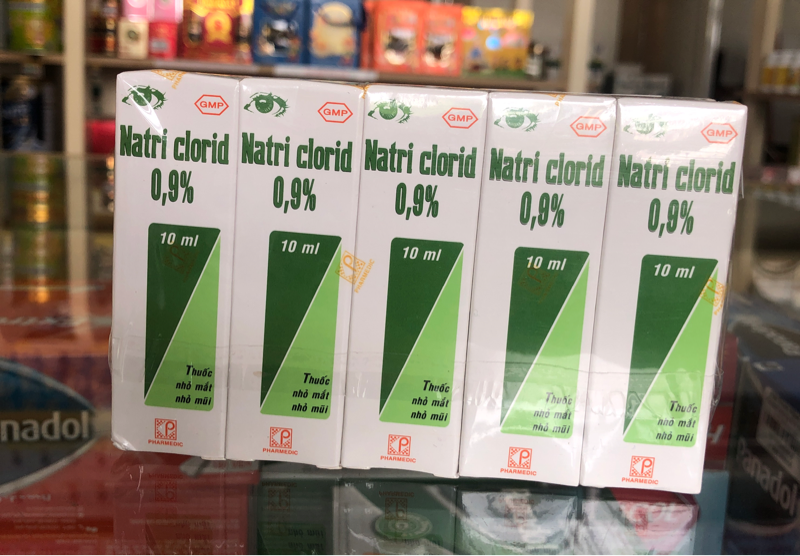 GMP
Natri clorid
0,9%
10 ml
Thuốc
nhỏ mắt
nhỏ mũi
PHARMEDIC
GMP
Natri clorid
0,9%
10 ml
Thuốc
nhỏ mắt
nhỏ mũi
PHARMEDIC
GMP
Natri clorid
0,9%
10 ml
Thuốc
nhỏ mắt
nhỏ mũi
PHARMEDIC
GMP
Natri clorid
0,9%
10 ml
Thuốc
nhỏ mắt
nhỏ mũi
PHARMEDIC
GMP
Natri clorid
0,9%
10 ml
Thuốc
nhỏ mắt
nhỏ mũi
PHARMEDIC
PHARMEDIC
nadol
anadol